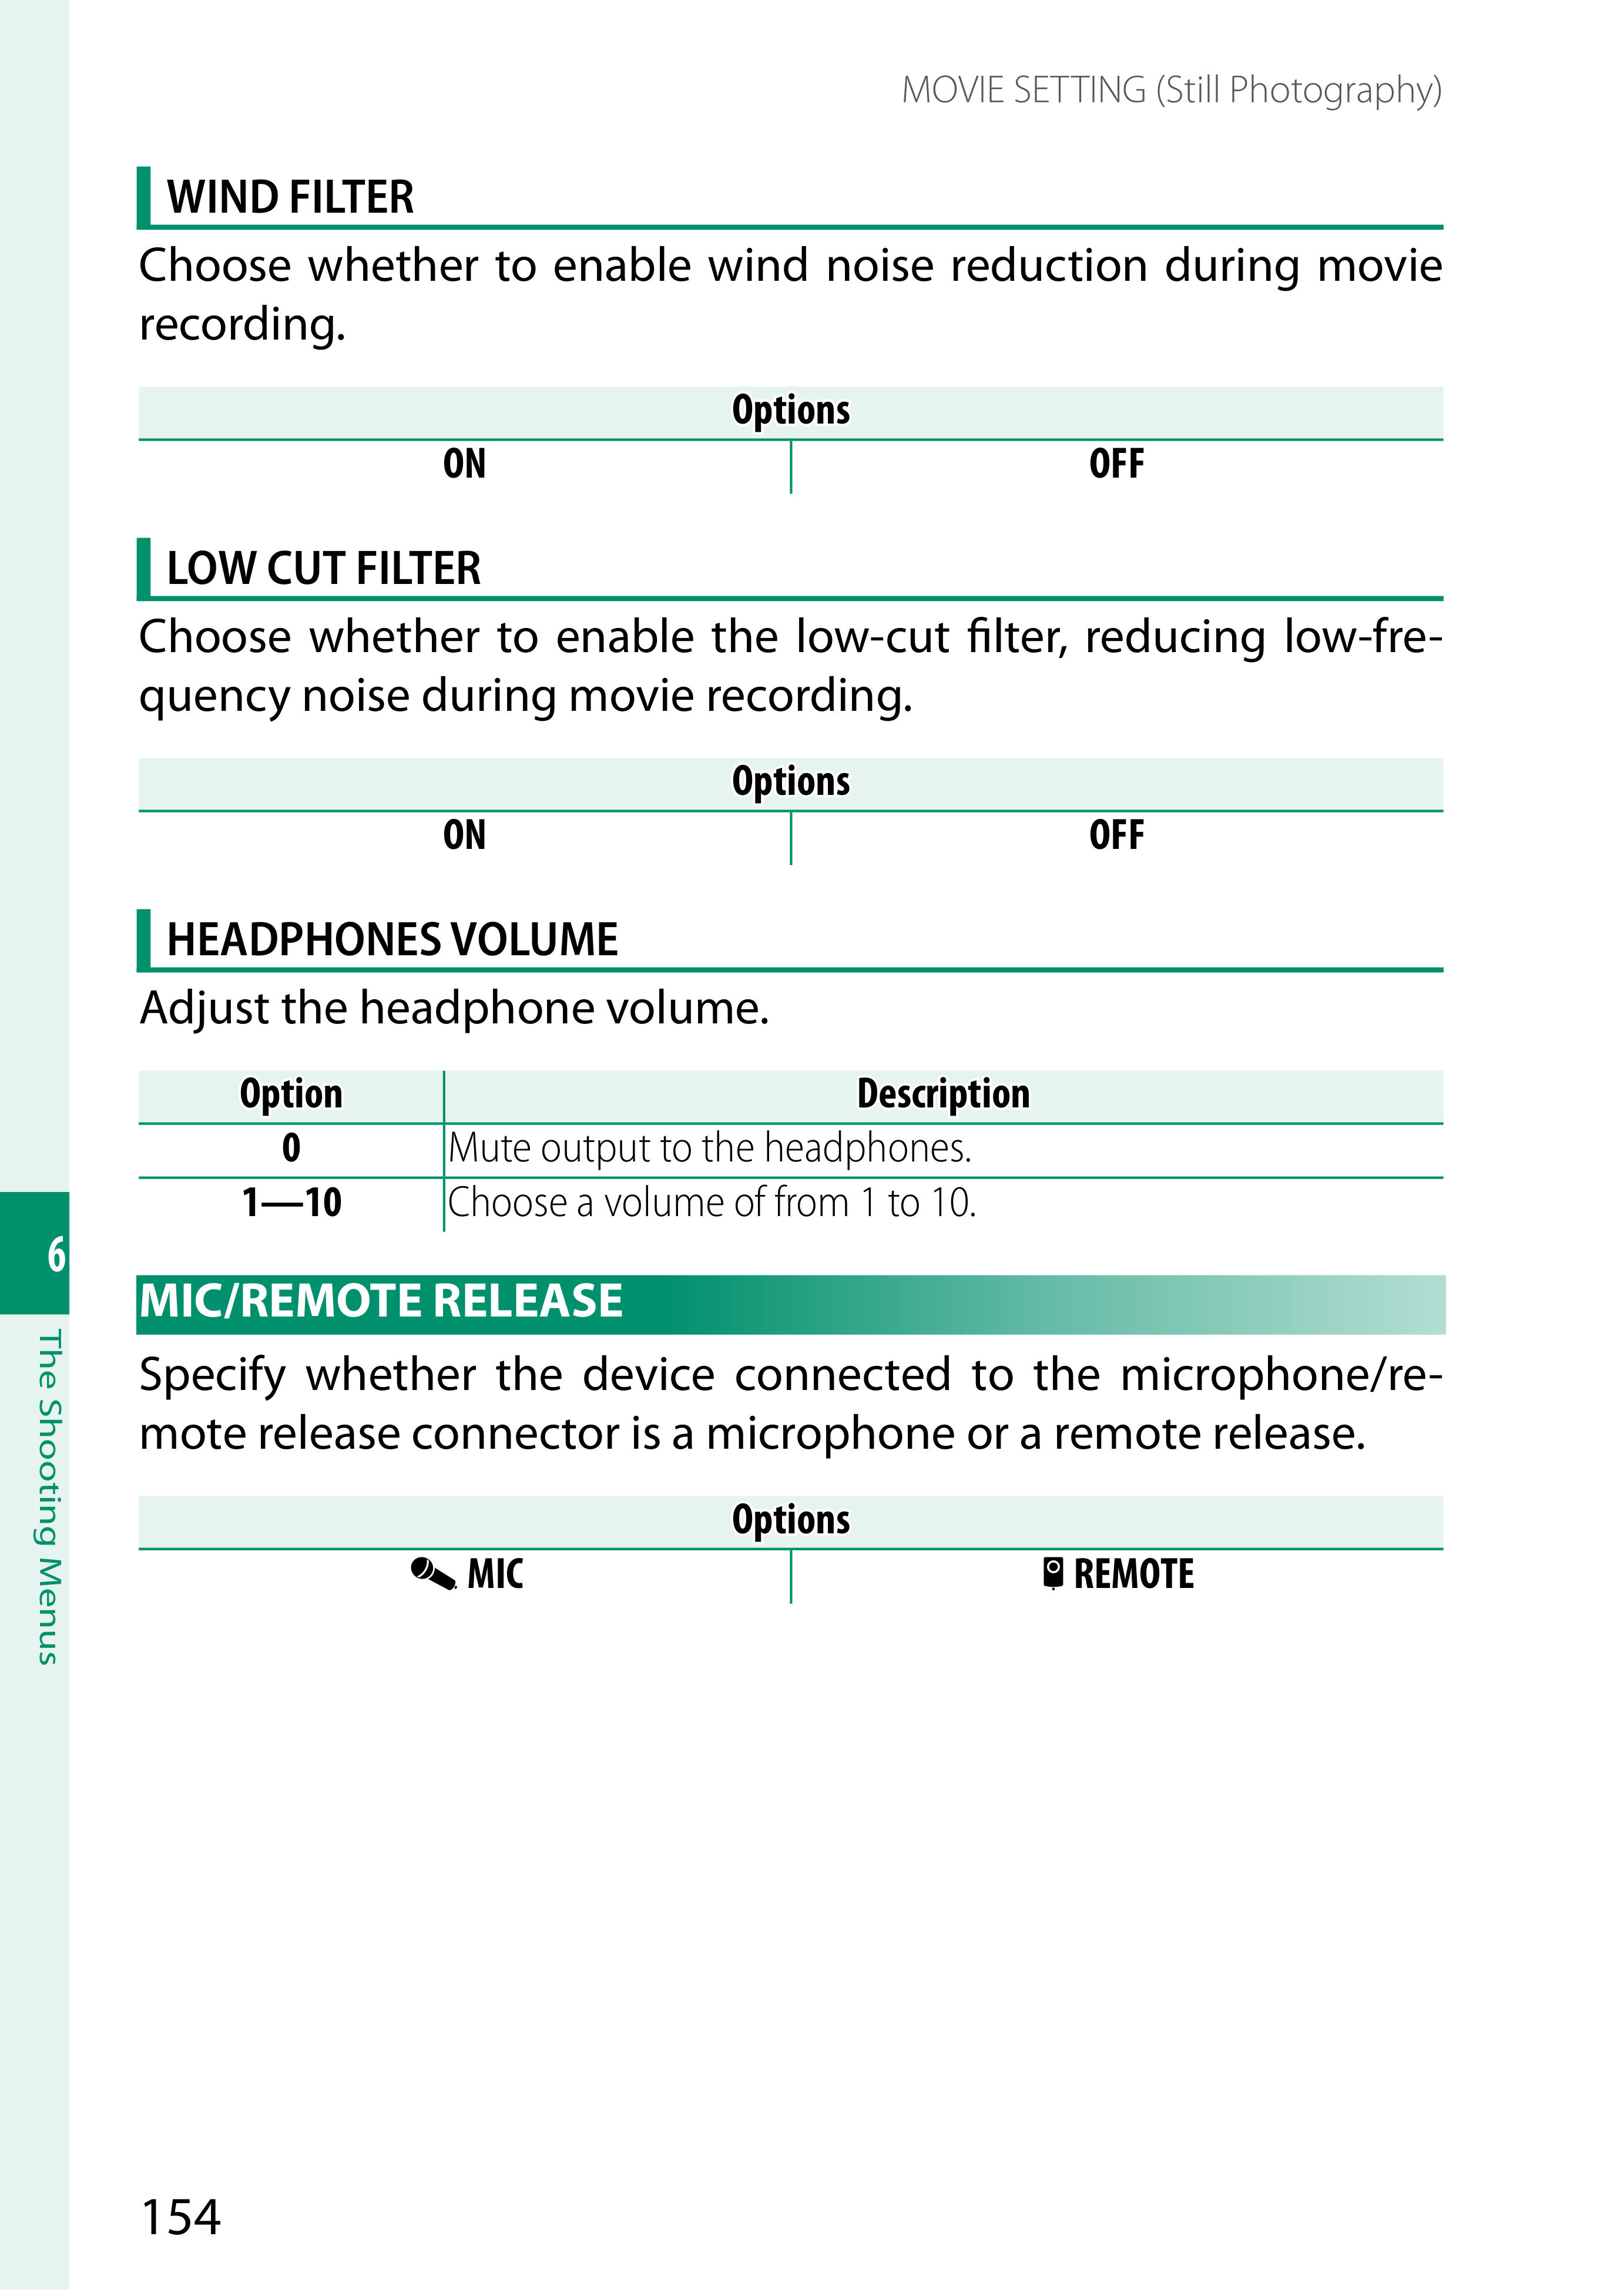 MOVIE SETTING (Still Photography)
WIND FILTER
Choose whether to enable wind noise reduction during movie
recording.
Options
ON OFF
LOW CUT FILTER
Choose whether to enable the low-cut filter, reducing low-fre-
quency noise during movie recording.
Options
ON OFF
HEADPHONES VOLUME
Adjust the headphone volume.
Option Description
0 Mute output to the headphones.
1—10 Choose a volume of from 1 to 10.
MIC/REMOTE RELEASE
Specify whether the device connected to the microphone/re-
mote release connector is a microphone or a remote release.
Options
MIC REMOTE
6
The Shooting Menus
154